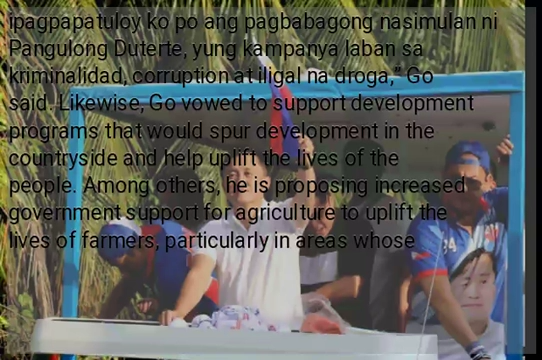 ipagpapatuloy ko po ang pagbabagong nasimulan ni
Pangulong Duterte, yung kampanya laban sa
kriminalidad, corruption at iligal na droga,” Go
said. Likewise, Go vowed to support development
programs that would spur development in the
countryside and help uplift the lives of the
people. Among others, he is proposing increased
government support for agriculture to uplift the
lives of farmers, particularly in areas whose